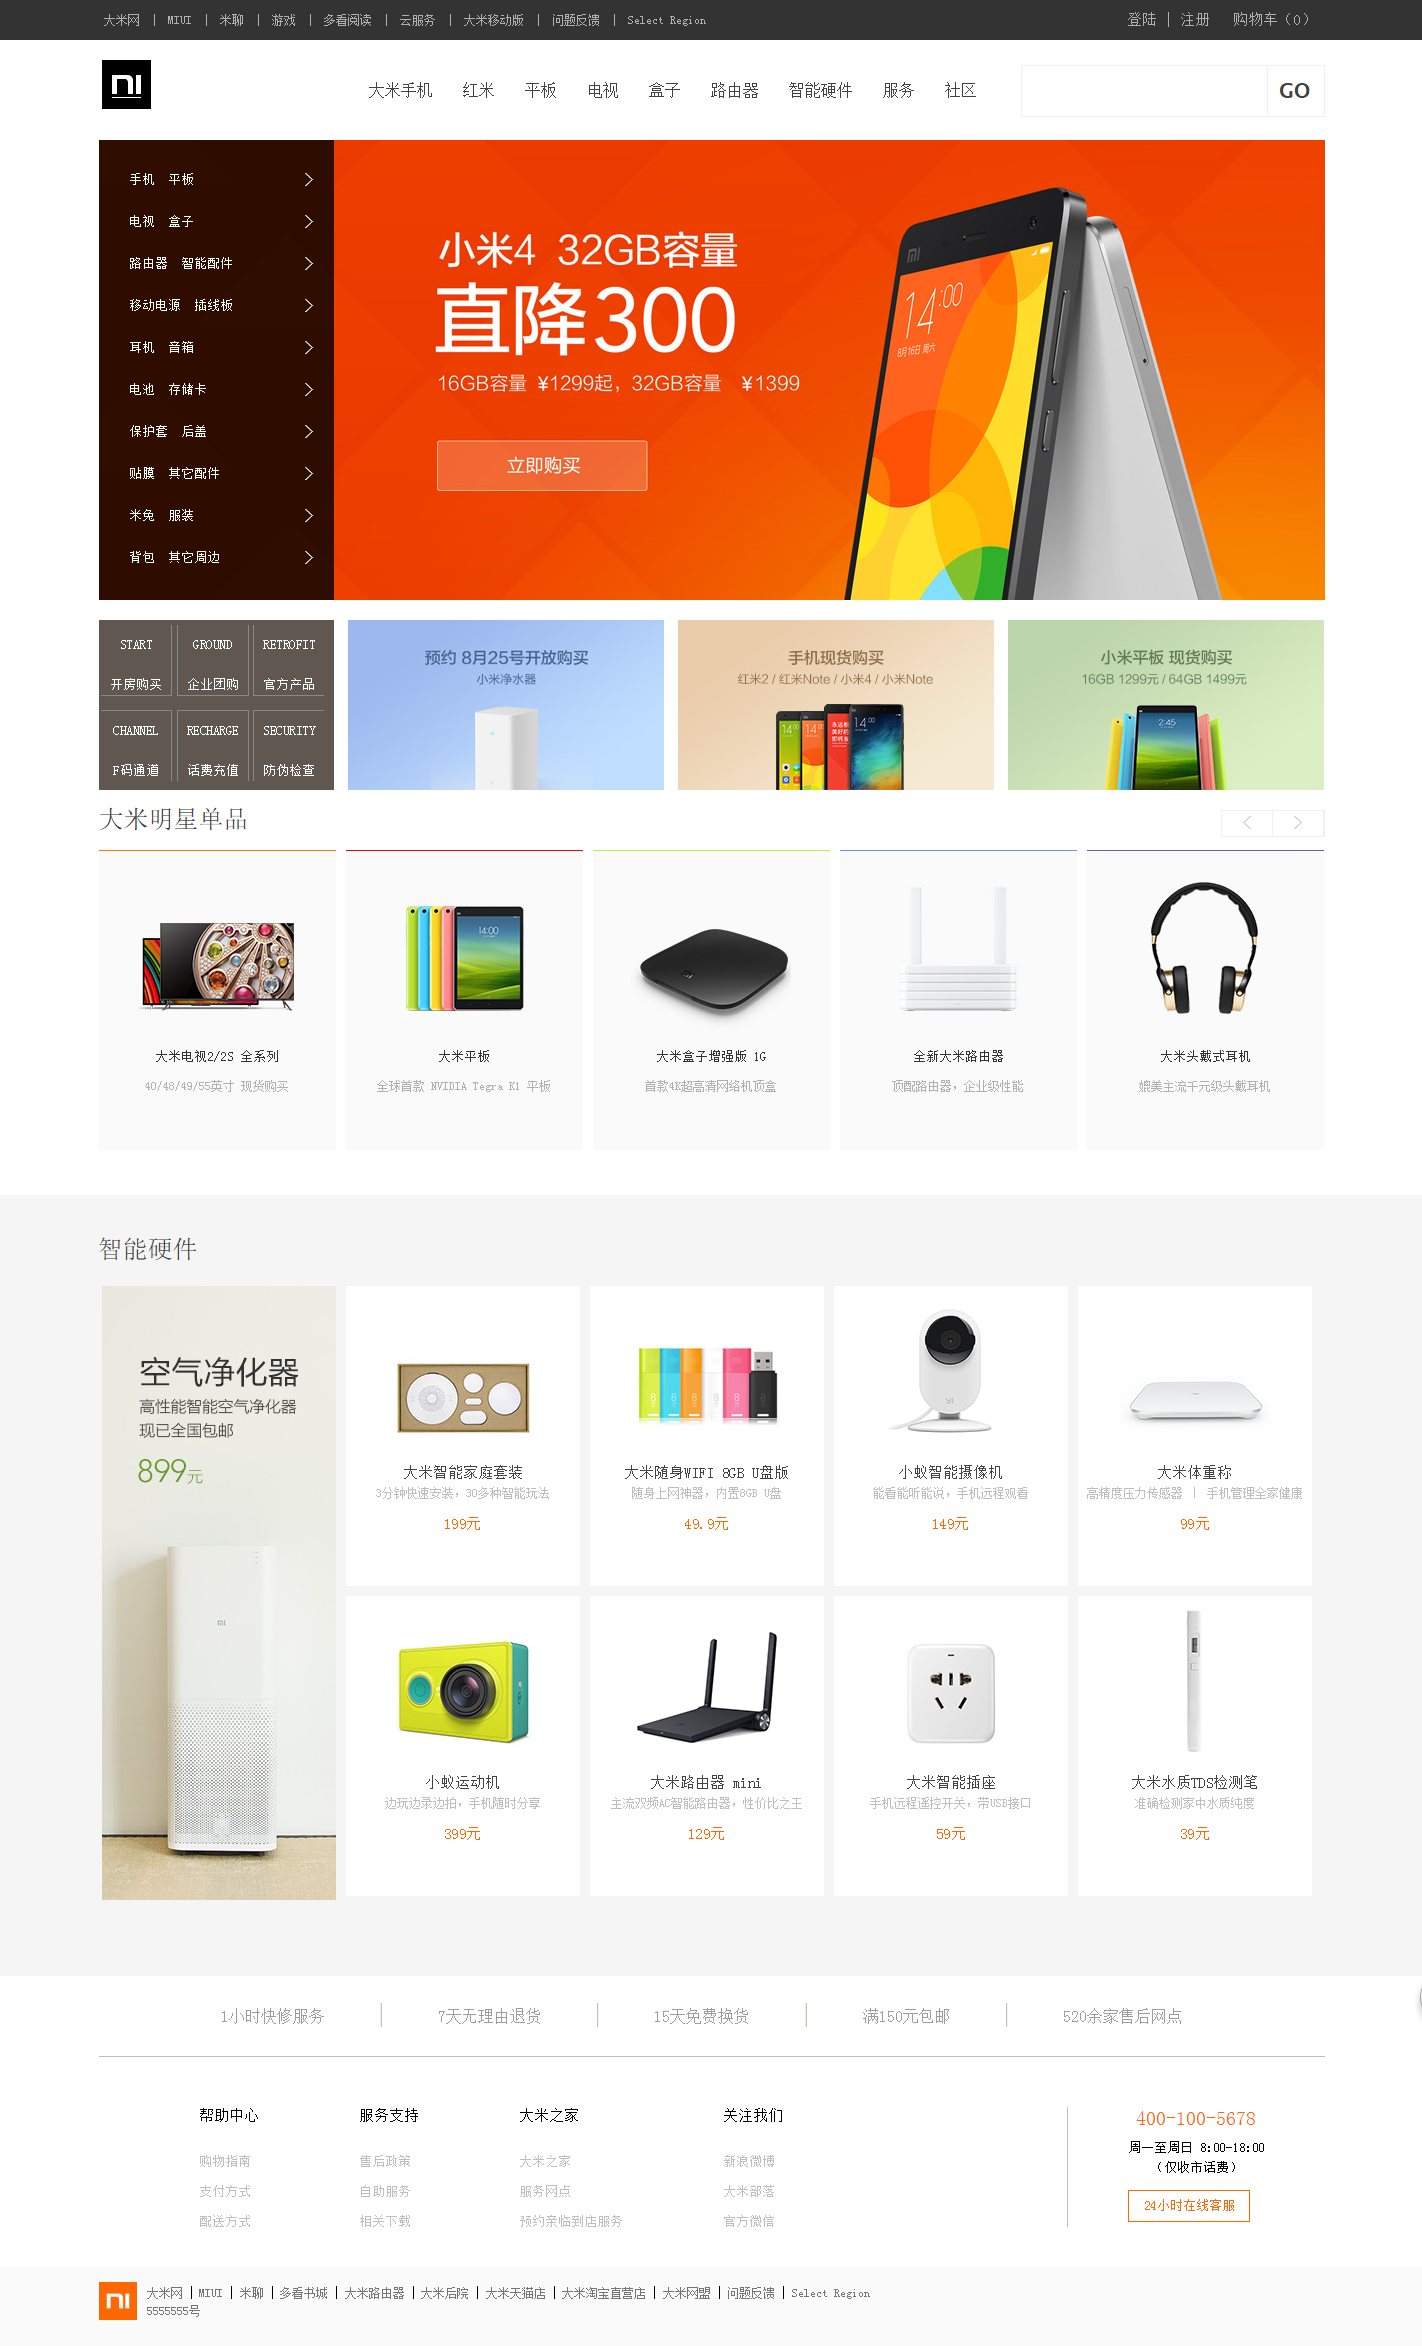 大米网 | MIUI | 米聊 | 游戏 | 多看阅读 | 云服务 | 大米移动版 | 问题反馈 | Select Region
登陆 | 注册 购物车（0）
大米手机 红米 平板 电视 盒子 路由器 智能硬件 服务 社区
GO
手机 平板
电视 盒子
路由器 智能配件
移动电源 插线板
耳机 音箱
电池 存储卡
保护套 后盖
贴膜 其它配件
米兔 服装
背包 其它周边
小米4 32GB容量
直降300
16GB容量 ¥1299起，32GB容量 ¥1399
立即购买
14:00
8月16日 周六
START GROUND RETROFIT
开房购买 企业团购 官方产品
CHANNEL RECHARGE SECURITY
F码通道 话费充值 防伪检查
预约 8月25号开放购买
小米净水器
手机现货购买
红米2 / 红米Note / 小米4 / 小米Note
小米平板 现货购买
16GB 1299元 / 64GB 1499元
大米明星单品
大米电视2/2S 全系列
40/48/49/55英寸 现货购买
大米平板
全球首款 NVIDIA Tegra K1 平板
大米盒子增强版 1G
首款4K超高清网络机顶盒
全新大米路由器
顶配路由器，企业级性能
大米头戴式耳机
媲美主流千元级头戴耳机
智能硬件
空气净化器
高性能智能空气净化器
现已全国包邮
899元
大米智能家庭套装
3分钟快速安装，30多种智能玩法
199元
大米随身WIFI 8GB U盘版
随身上网神器，内置8GB U盘
49.9元
小蚁智能摄像机
能看能听能说，手机远程观看
149元
大米体重称
高精度压力传感器 | 手机管理全家健康
99元
小蚁运动机
边玩边录边拍，手机随时分享
399元
大米路由器 mini
主流双频AC智能路由器，性价比之王
129元
大米智能插座
手机远程遥控开关，带USB接口
59元
大米水质TDS检测笔
准确检测家中水质纯度
39元
1小时快修服务 7天无理由退货 15天免费换货 满150元包邮 520余家售后网点
帮助中心
购物指南
支付方式
配送方式
服务支持
售后政策
自助服务
相关下载
大米之家
大米之家
服务网点
预约亲临到店服务
关注我们
新浪微博
大米部落
官方微信
400-100-5678
周一至周日 8:00-18:00
（仅收市话费）
24小时在线客服
大米网 | MIUI | 米聊 | 多看书城 | 大米路由器 | 大米后院 | 大米天猫店 | 大米淘宝直营店 | 大米网盟 | 问题反馈 | Select Region
5555555号